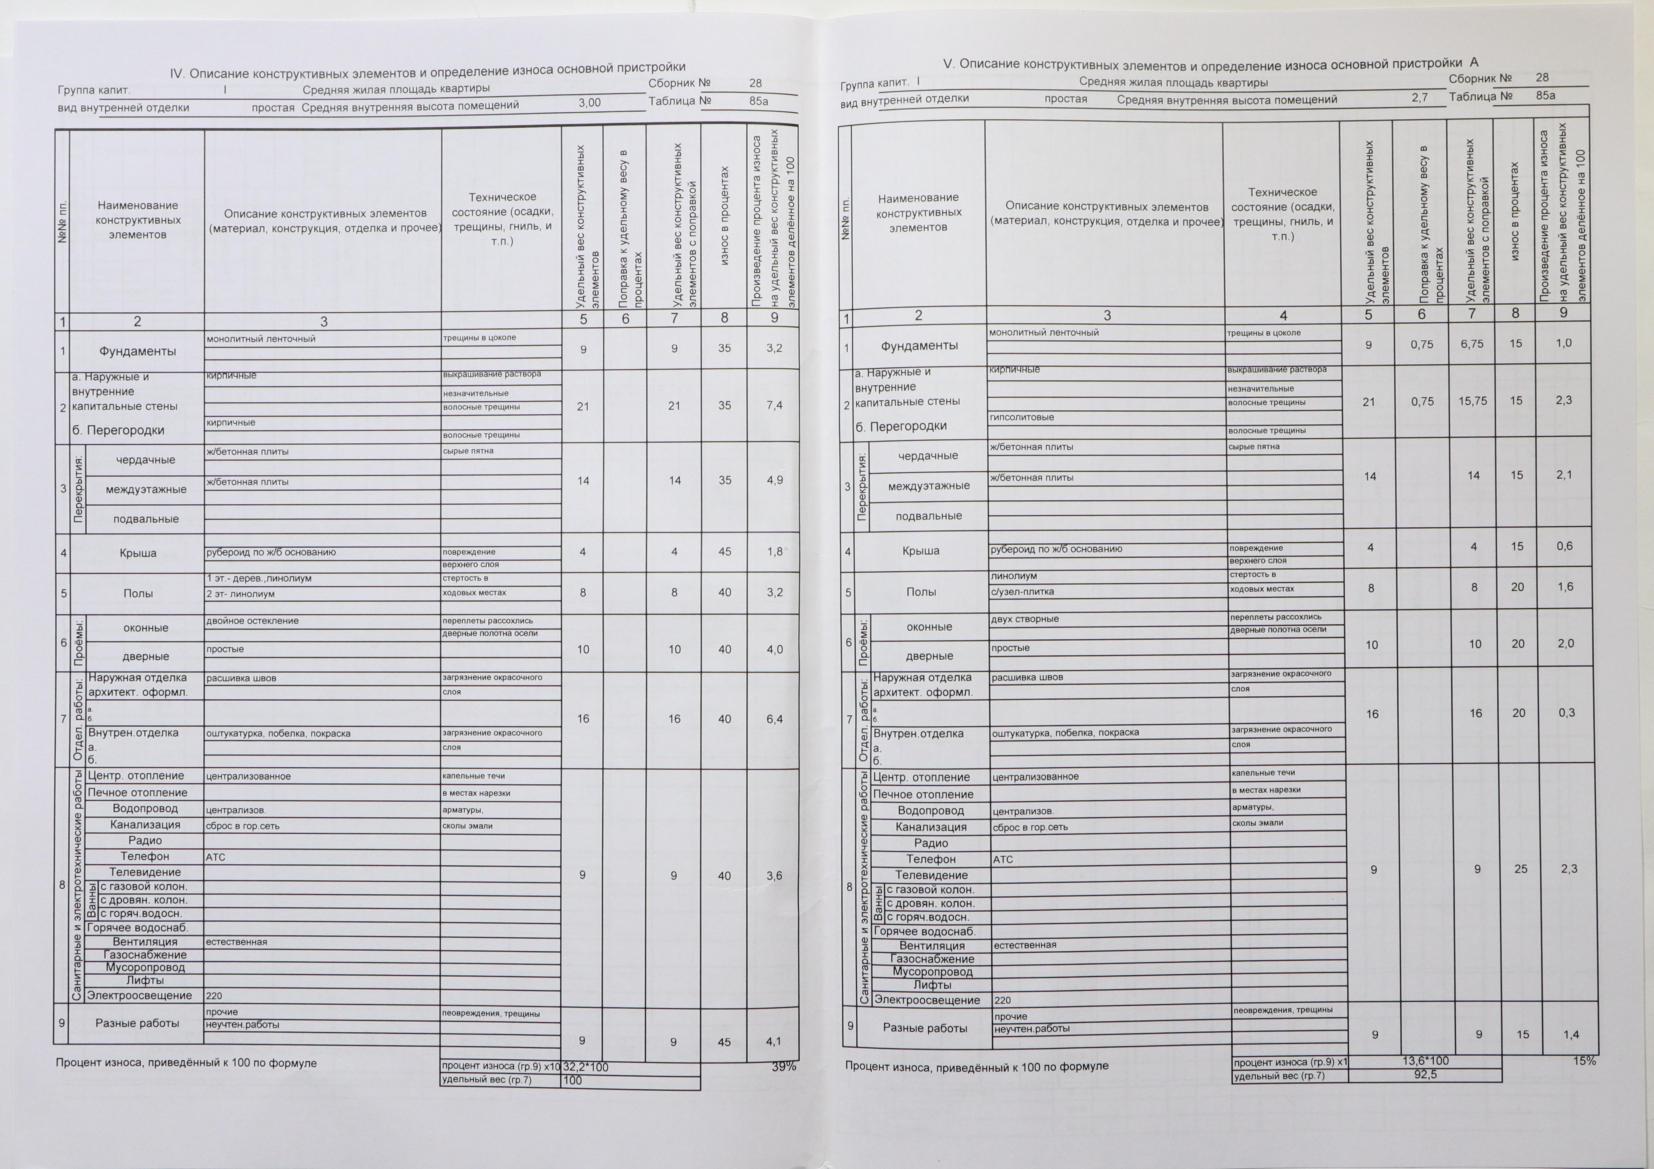 IV. Описание конструктивных элементов и определение износа основной пристройки
Группа капит. I Средняя жилая площадь квартиры Сборник № 28
вид внутренней отделки простая Средняя внутренняя высота помещений 3,00 Таблица № 85а
№№ пп.
Наименование конструктивных элементов
Описание конструктивных элементов (материал, конструкция, отделка и прочее)
Техническое состояние (осадки, трещины, гниль, и т.п.)
Удельный вес конструктивных элементов
Поправка к удельному весу в процентах
Удельный вес конструктивных элементов с поправкой
износ в процентах
Произведение процента износа на удельный вес конструктивных элементов делённое на 100
1 2 3 5 6 7 8 9
1 Фундаменты монолитный ленточный трещины в цоколе 9 9 35 3,2
2 а. Наружные и внутренние капитальные стены кирпичные выкрашивание раствора
незначительные
волосные трещины 21 21 35 7,4
б. Перегородки кирпичные
волосные трещины
3 Перекрытия:
чердачные ж/бетонная плиты сырые пятна
междуэтажные ж/бетонная плиты 14 14 35 4,9
подвальные
4 Крыша рубероид по ж/б основанию повреждение 4 4 45 1,8
верхнего слоя
5 Полы 1 эт.- дерев.,линолиум стертость в
2 эт- линолиум ходовых местах 8 8 40 3,2
6 Проёмы:
оконные двойное остекление переплеты рассохлись
дверные полотна осели
дверные простые 10 10 40 4,0
7 Отдел. работы:
Наружная отделка расшивка швов загрязнение окрасочного
архитект. оформл. слоя
а.
б 16 16 40 6,4
Внутрен.отделка оштукатурка, побелка, покраска загрязнение окрасочного
а. слоя
б.
8 Санитарные и электротехнические работы
Центр. отопление централизованное капельные течи
Печное отопление в местах нарезки
Водопровод централизов. арматуры,
Канализация сброс в гор.сеть сколы эмали
Радио
Телефон АТС
Телевидение 9 9 40 3,6
Ванны
с газовой колон.
с дровян. колон.
с горяч.водосн.
Горячее водоснаб.
Вентиляция естественная
Газоснабжение
Мусоропровод
Лифты
Электроосвещение 220
9 Разные работы прочие пеовреждения, трещины
неучтен.работы 9 9 45 4,1
Процент износа, приведённый к 100 по формуле процент износа (гр.9) х10 32,2*100 39%
удельный вес (гр.7) 100
V. Описание конструктивных элементов и определение износа основной пристройки А
Группа капит. I Средняя жилая площадь квартиры Сборник № 28
вид внутренней отделки простая Средняя внутренняя высота помещений 2,7 Таблица № 85а
№№ пп.
Наименование конструктивных элементов
Описание конструктивных элементов (материал, конструкция, отделка и прочее)
Техническое состояние (осадки, трещины, гниль, и т.п.)
Удельный вес конструктивных элементов
Поправка к удельному весу в процентах
Удельный вес конструктивных элементов с поправкой
износ в процентах
Произведение процента износа на удельный вес конструктивных элементов делённое на 100
1 2 3 4 5 6 7 8 9
1 Фундаменты монолитный ленточный трещины в цоколе 9 0,75 6,75 15 1,0
2 а. Наружные и внутренние капитальные стены кирпичные выкрашивание раствора
незначительные
волосные трещины 21 0,75 15,75 15 2,3
б. Перегородки гипсолитовые
волосные трещины
3 Перекрытия:
чердачные ж/бетонная плиты сырые пятна
междуэтажные ж/бетонная плиты 14 14 15 2,1
подвальные
4 Крыша рубероид по ж/б основанию повреждение 4 4 15 0,6
верхнего слоя
5 Полы линолиум стертость в
с/узел-плитка ходовых местах 8 8 20 1,6
6 Проёмы:
оконные двух створные переплеты рассохлись
дверные полотна осели
дверные простые 10 10 20 2,0
7 Отдел. работы:
Наружная отделка расшивка швов загрязнение окрасочного
архитект. оформл. слоя
а.
б. 16 16 20 0,3
Внутрен.отделка оштукатурка, побелка, покраска загрязнение окрасочного
а. слоя
б.
8 Санитарные и электротехнические работы
Центр. отопление централизованное капельные течи
Печное отопление в местах нарезки
Водопровод централизов. арматуры,
Канализация сброс в гор.сеть сколы эмали
Радио
Телефон АТС
Телевидение 9 9 25 2,3
Ванны
с газовой колон.
с дровян. колон.
с горяч.водосн.
Горячее водоснаб.
Вентиляция естественная
Газоснабжение
Мусоропровод
Лифты
Электроосвещение 220
9 Разные работы прочие пеовреждения, трещины
неучтен.работы 9 9 15 1,4
Процент износа, приведённый к 100 по формуле процент износа (гр.9) х1 13,6*100 15%
удельный вес (гр.7) 92,5